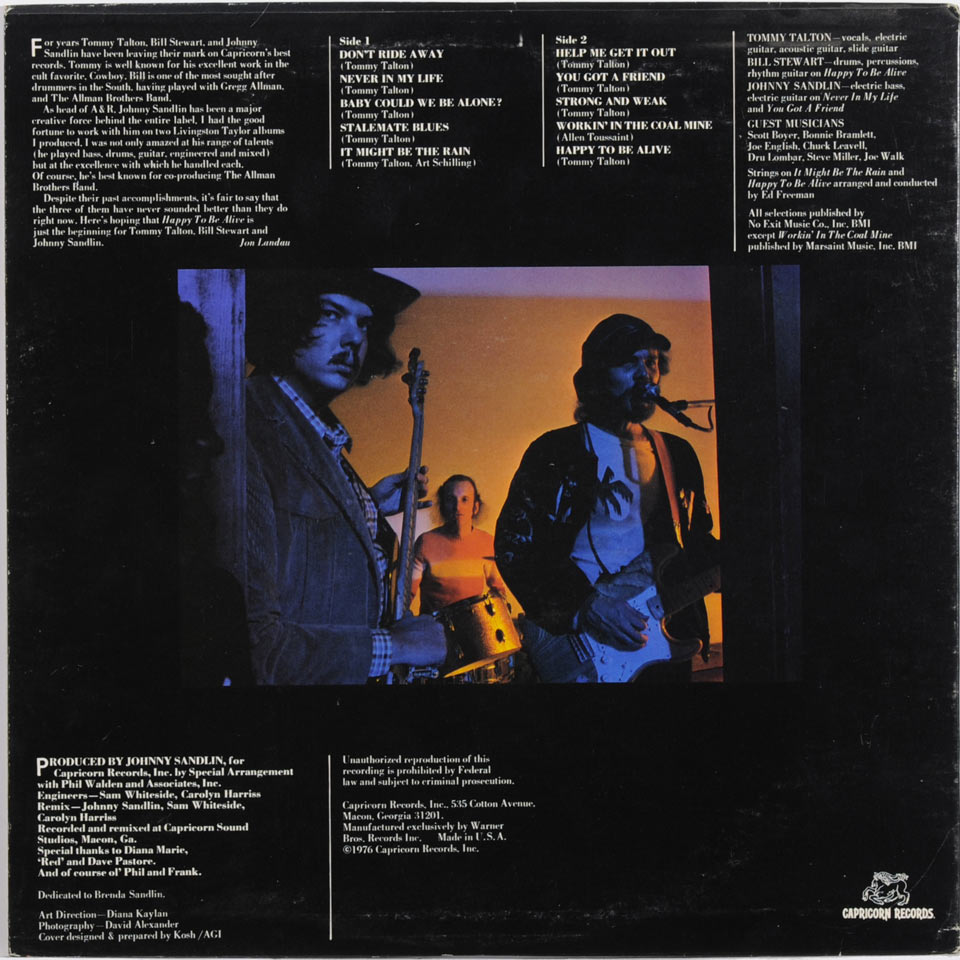 For years Tommy Talton, Bill Stewart, and Johnny
Sandlin have been leaving their mark on Capricorn's best
records. Tommy is well known for his excellent work in the
cult favorite, Cowboy. Bill is one of the most sought after
drummers in the South, having played with Gregg Allman,
and The Allman Brothers Band.
As head of A&R, Johnny Sandlin has been a major
creative force behind the entire label. I had the good
fortune to work with him on two Livingston Taylor albums
I produced. I was not only amazed at his range of talents
(he played bass, drums, guitar, engineered and mixed)
but at the excellence with which he handled each.
Of course, he's best known for co-producing The Allman
Brothers Band.
Despite their past accomplishments, it's fair to say that
the three of them have never sounded better than they do
right now. Here's hoping that Happy To Be Alive is
just the beginning for Tommy Talton, Bill Stewart and
Johnny Sandlin. Jon Landau
Side 1
DON'T RIDE AWAY
(Tommy Talton)
NEVER IN MY LIFE
(Tommy Talton)
BABY COULD WE BE ALONE?
(Tommy Talton)
STALEMATE BLUES
(Tommy Talton)
IT MIGHT BE THE RAIN
(Tommy Talton, Art Schilling)
Side 2
HELP ME GET IT OUT
(Tommy Talton)
YOU GOT A FRIEND
(Tommy Talton)
STRONG AND WEAK
(Tommy Talton)
WORKIN' IN THE COAL MINE
(Allen Toussaint)
HAPPY TO BE ALIVE
(Tommy Talton)
TOMMY TALTON—vocals, electric
guitar, acoustic guitar, slide guitar
BILL STEWART—drums, percussions,
rhythm guitar on Happy To Be Alive
JOHNNY SANDLIN—electric bass,
electric guitar on Never In My Life
and You Got A Friend
GUEST MUSICIANS
Scott Boyer, Bonnie Bramlett,
Joe English, Chuck Leavell,
Dru Lombar, Steve Miller, Joe Walk
Strings on It Might Be The Rain and
Happy To Be Alive arranged and conducted
by Ed Freeman
All selections published by
No Exit Music Co., Inc. BMI
except Workin' In The Coal Mine
published by Marsaint Music, Inc. BMI
PRODUCED BY JOHNNY SANDLIN, for
Capricorn Records, Inc. by Special Arrangement
with Phil Walden and Associates, Inc.
Engineers—Sam Whiteside, Carolyn Harriss
Remix—Johnny Sandlin, Sam Whiteside,
Carolyn Harriss
Recorded and remixed at Capricorn Sound
Studios, Macon, Ga.
Special thanks to Diana Marie,
'Red' and Dave Pastore.
And of course ol' Phil and Frank.
Dedicated to Brenda Sandlin.
Art Direction—Diana Kaylan
Photography—David Alexander
Cover designed & prepared by Kosh/AGI
Unauthorized reproduction of this
recording is prohibited by Federal
law and subject to criminal prosecution.
Capricorn Records, Inc., 535 Cotton Avenue,
Macon, Georgia 31201.
Manufactured exclusively by Warner
Bros. Records Inc. Made in U.S.A.
©1976 Capricorn Records, Inc.
CAPRICORN RECORDS.